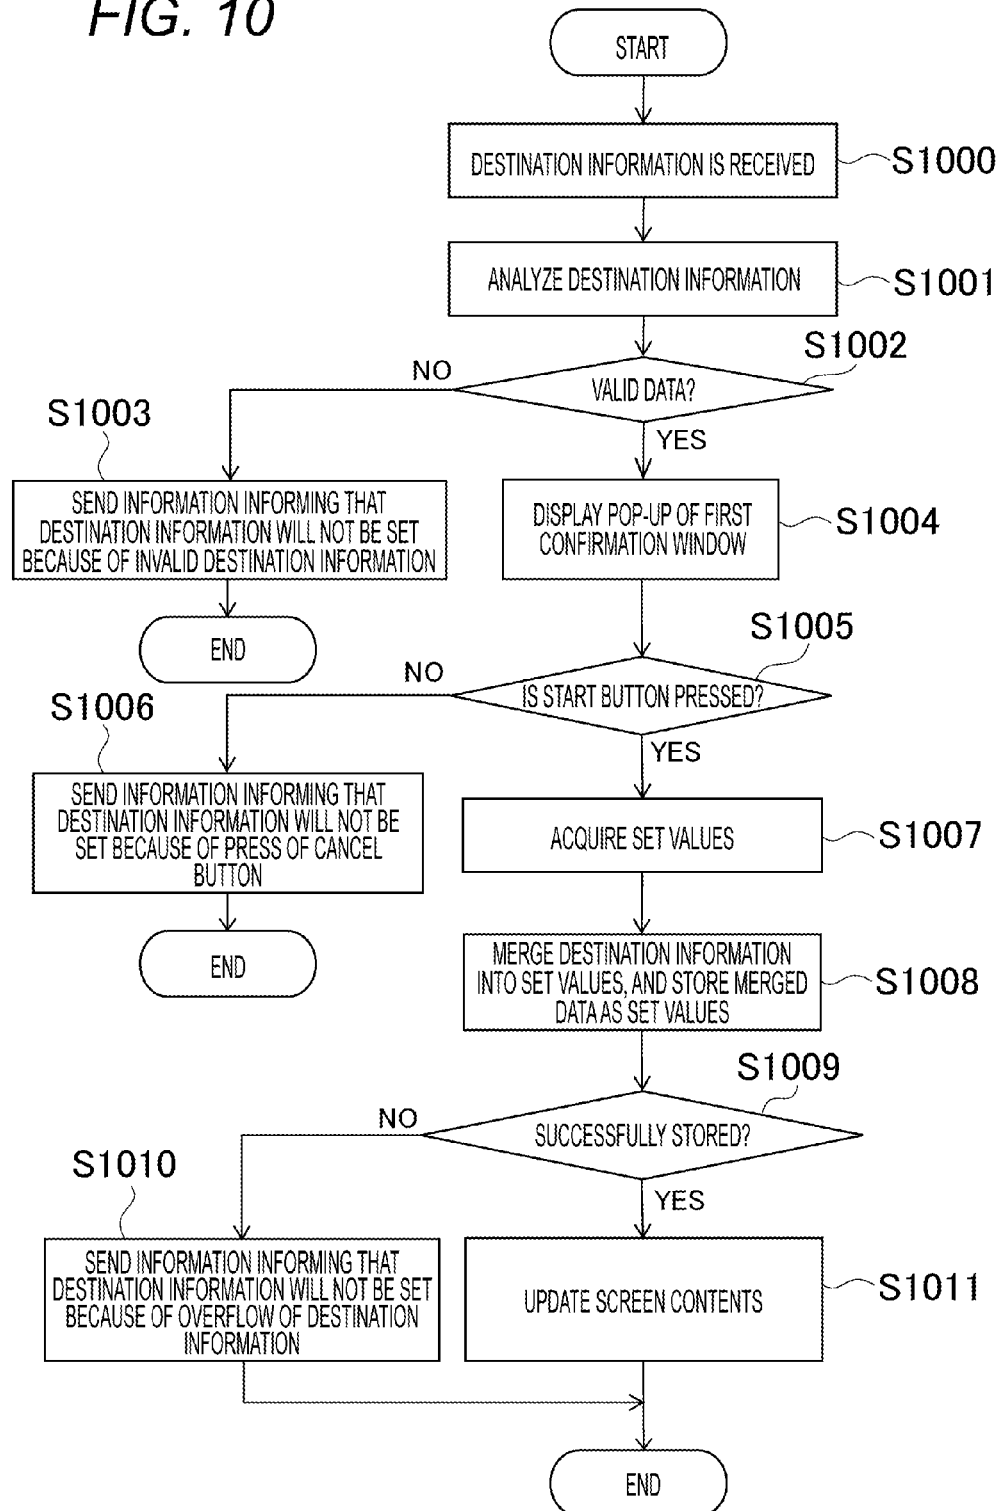 FIG. 10
START
DESTINATION INFORMATION IS RECEIVED
S1000
ANALYZE DESTINATION INFORMATION
S1001
S1002
VALID DATA?
NO
YES
S1003
SEND INFORMATION INFORMING THAT
DESTINATION INFORMATION WILL NOT BE SET
BECAUSE OF INVALID DESTINATION INFORMATION
END
DISPLAY POP-UP OF FIRST
CONFIRMATION WINDOW
S1004
S1005
IS START BUTTON PRESSED?
NO
YES
S1006
SEND INFORMATION INFORMING THAT
DESTINATION INFORMATION WILL NOT BE
SET BECAUSE OF PRESS OF CANCEL
BUTTON
END
ACQUIRE SET VALUES
S1007
MERGE DESTINATION INFORMATION
INTO SET VALUES, AND STORE MERGED
DATA AS SET VALUES
S1008
S1009
SUCCESSFULLY STORED?
NO
YES
S1010
SEND INFORMATION INFORMING THAT
DESTINATION INFORMATION WILL NOT BE SET
BECAUSE OF OVERFLOW OF DESTINATION
INFORMATION
UPDATE SCREEN CONTENTS
S1011
END